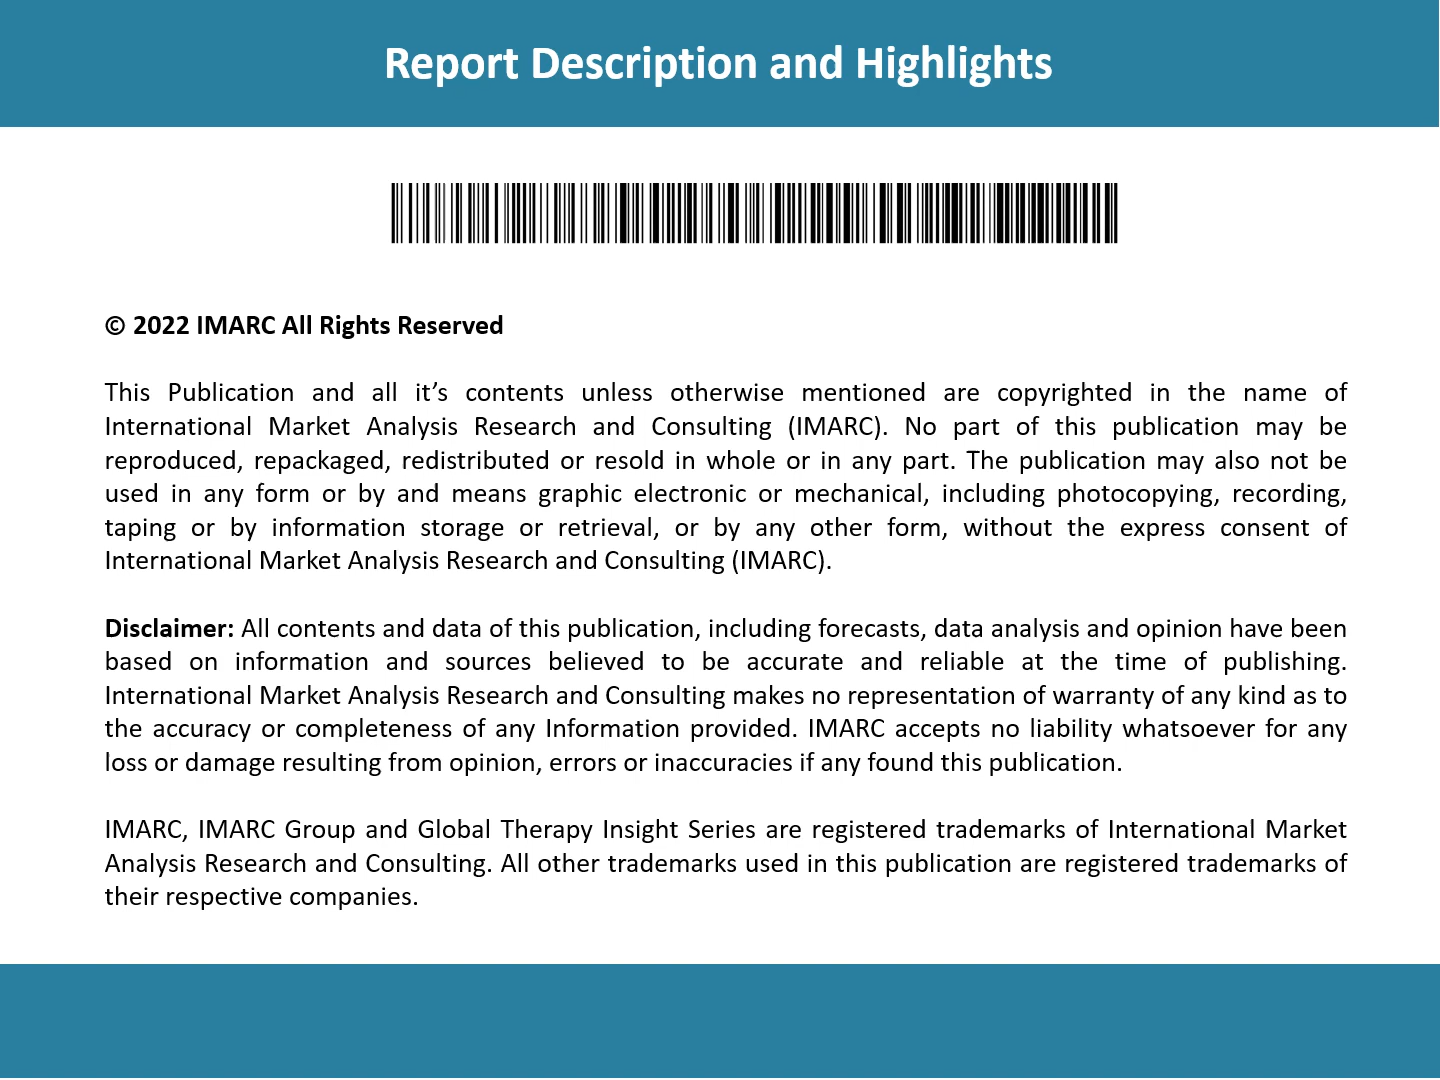 Report Description and Highlights
© 2022 IMARC All Rights Reserved
This Publication and all it’s contents unless otherwise mentioned are copyrighted in the name of
International Market Analysis Research and Consulting (IMARC). No part of this publication may be
reproduced, repackaged, redistributed or resold in whole or in any part. The publication may also not be
used in any form or by and means graphic electronic or mechanical, including photocopying, recording,
taping or by information storage or retrieval, or by any other form, without the express consent of
International Market Analysis Research and Consulting (IMARC).
Disclaimer: All contents and data of this publication, including forecasts, data analysis and opinion have been
based on information and sources believed to be accurate and reliable at the time of publishing.
International Market Analysis Research and Consulting makes no representation of warranty of any kind as to
the accuracy or completeness of any Information provided. IMARC accepts no liability whatsoever for any
loss or damage resulting from opinion, errors or inaccuracies if any found this publication.
IMARC, IMARC Group and Global Therapy Insight Series are registered trademarks of International Market
Analysis Research and Consulting. All other trademarks used in this publication are registered trademarks of
their respective companies.